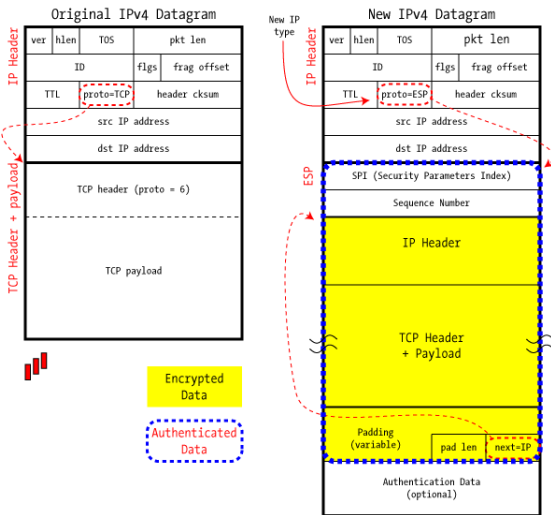 Original IPv4 Datagram
IP Header
ver hlen TOS pkt len
ID flgs frag offset
TTL proto=TCP header cksum
src IP address
dst IP address
TCP Header + payload
TCP header (proto = 6)
TCP payload
Encrypted
Data
Authenticated
Data
New IPv4 Datagram
New IP
type
IP Header
ver hlen TOS pkt len
ID flgs frag offset
TTL proto=ESP header cksum
src IP address
dst IP address
ESP
SPI (Security Parameters Index)
Sequence Number
IP Header
TCP Header
+ Payload
Padding
(variable)
pad len next=IP
Authentication Data
(optional)